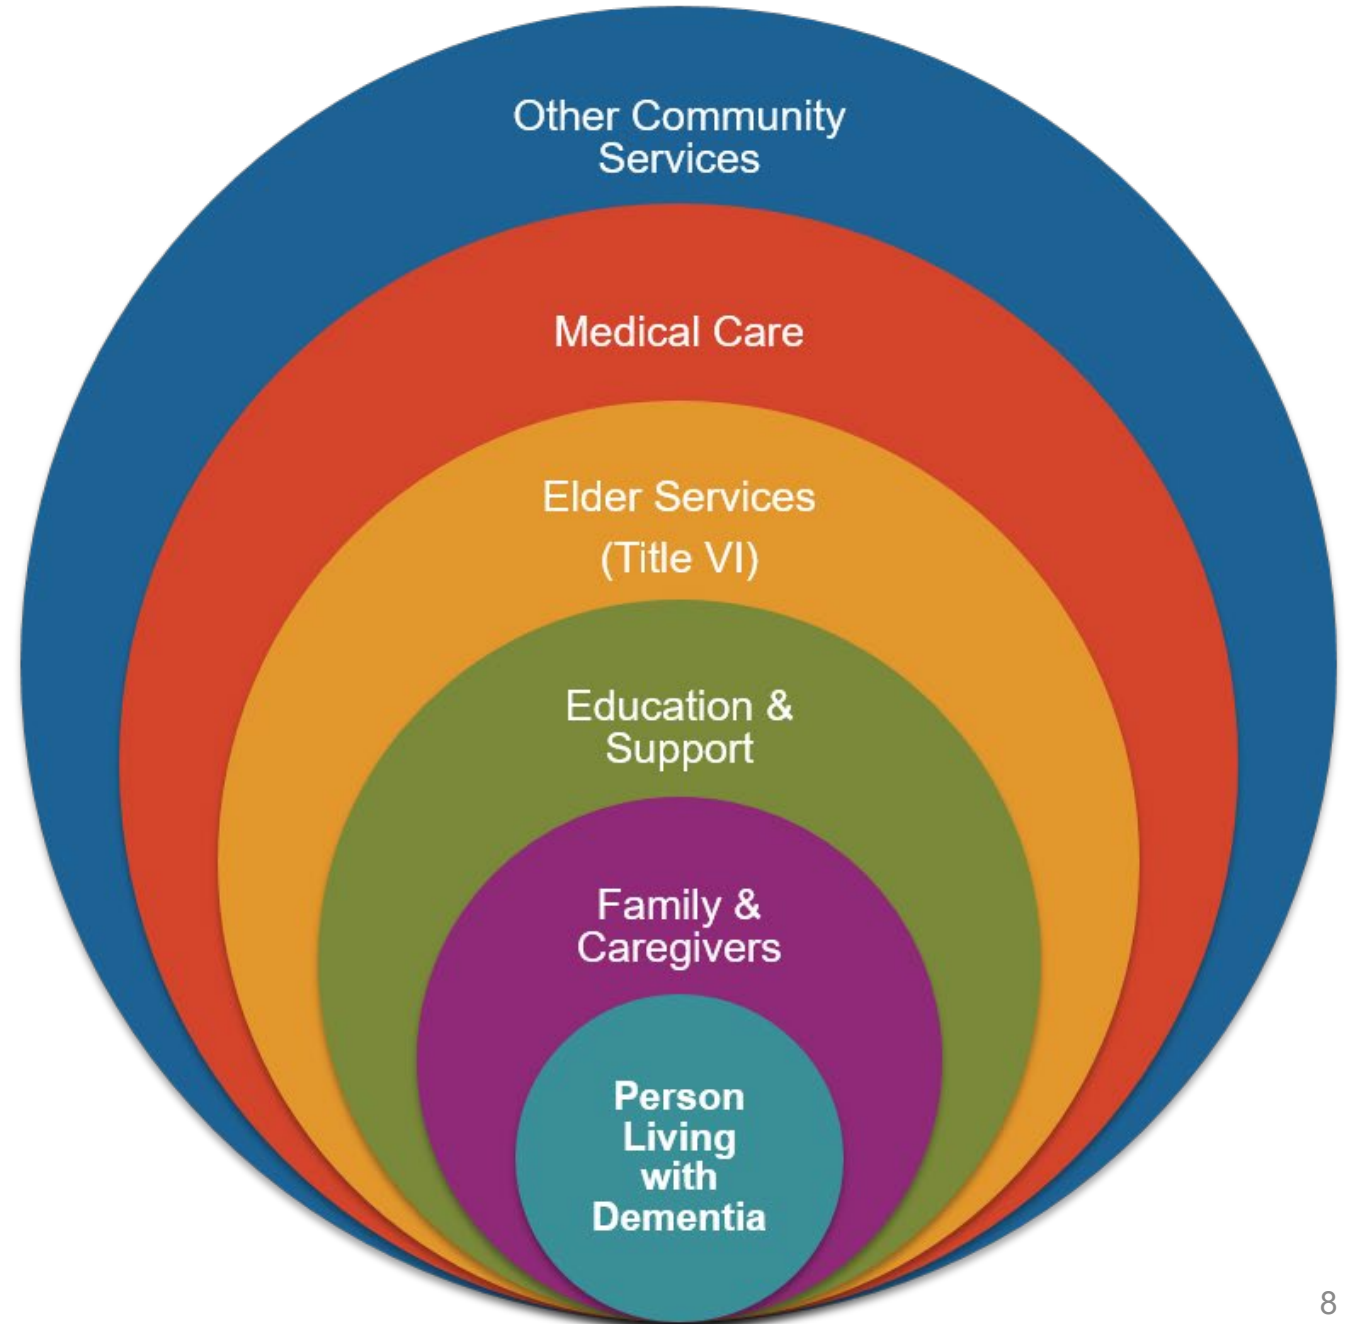 Other Community
Services
Medical Care
Elder Services
(Title VI)
Education &
Support
Family &
Caregivers
Person
Living
with
Dementia
8